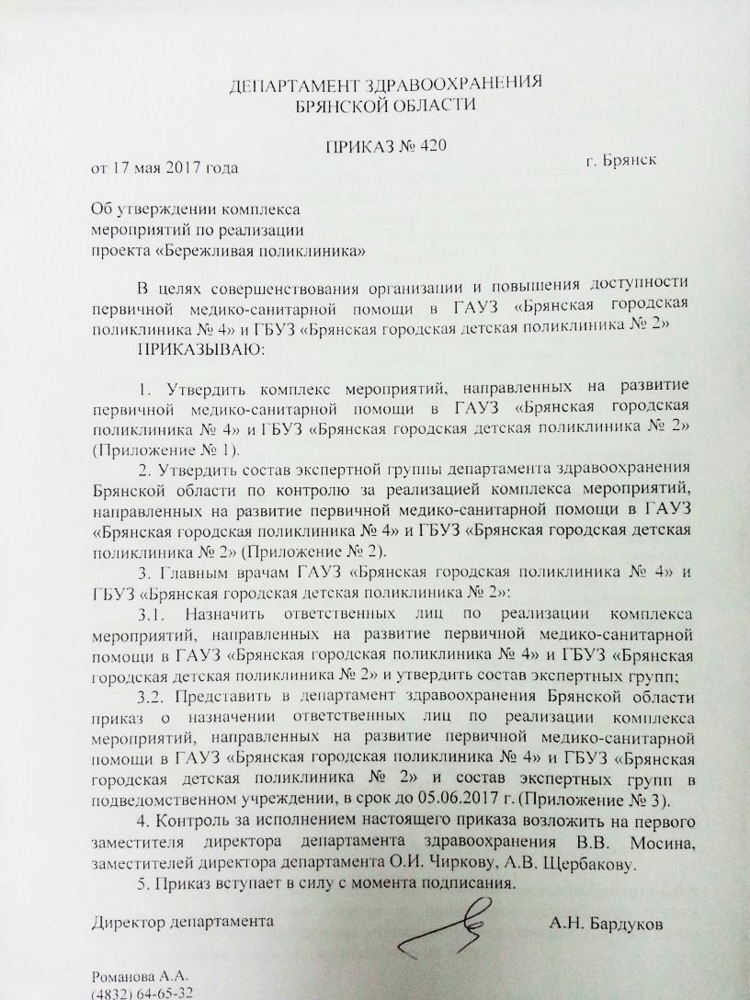 ДЕПАРТАМЕНТ ЗДРАВООХРАНЕНИЯ
БРЯНСКОЙ ОБЛАСТИ
ПРИКАЗ № 420
от 17 мая 2017 года г. Брянск
Об утверждении комплекса
мероприятий по реализации
проекта «Бережливая поликлиника»
В целях совершенствования организации и повышения доступности
первичной медико-санитарной помощи в ГАУЗ «Брянская городская
поликлиника № 4» и ГБУЗ «Брянская городская детская поликлиника № 2»
ПРИКАЗЫВАЮ:
1. Утвердить комплекс мероприятий, направленных на развитие
первичной медико-санитарной помощи в ГАУЗ «Брянская городская
поликлиника № 4» и ГБУЗ «Брянская городская детская поликлиника № 2»
(Приложение № 1).
2. Утвердить состав экспертной группы департамента здравоохранения
Брянской области по контролю за реализацией комплекса мероприятий,
направленных на развитие первичной медико-санитарной помощи в ГАУЗ
«Брянская городская поликлиника № 4» и ГБУЗ «Брянская городская детская
поликлиника № 2» (Приложение № 2).
3. Главным врачам ГАУЗ «Брянская городская поликлиника № 4» и
ГБУЗ «Брянская городская детская поликлиника № 2»:
3.1. Назначить ответственных лиц по реализации комплекса
мероприятий, направленных на развитие первичной медико-санитарной
помощи в ГАУЗ «Брянская городская поликлиника № 4» и ГБУЗ «Брянская
городская детская поликлиника № 2» и утвердить состав экспертных групп;
3.2. Представить в департамент здравоохранения Брянской области
приказ о назначении ответственных лиц по реализации комплекса
мероприятий, направленных на развитие первичной медико-санитарной
помощи в ГАУЗ «Брянская городская поликлиника № 4» и ГБУЗ «Брянская
городская детская поликлиника № 2» и состав экспертных групп в
подведомственном учреждении, в срок до 05.06.2017 г. (Приложение № 3).
4. Контроль за исполнением настоящего приказа возложить на первого
заместителя директора департамента здравоохранения В.В. Мосина,
заместителей директора департамента О.И. Чиркову, А.В. Щербакову.
5. Приказ вступает в силу с момента подписания.
Директор департамента А.Н. Бардуков
Романова А.А.
(4832) 64-65-32